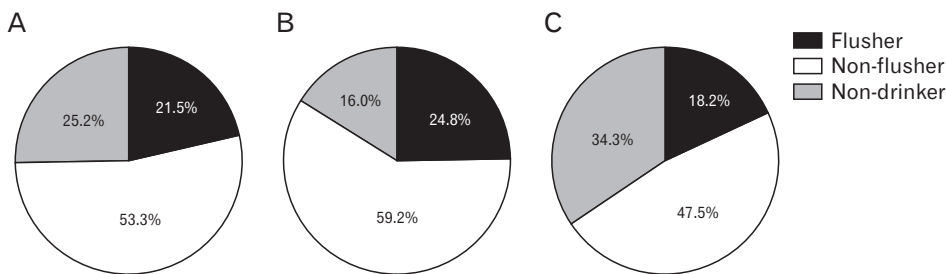 A
B
C
Flusher
Non-flusher
Non-drinker
25.2%
21.5%
53.3%
16.0%
24.8%
59.2%
34.3%
18.2%
47.5%